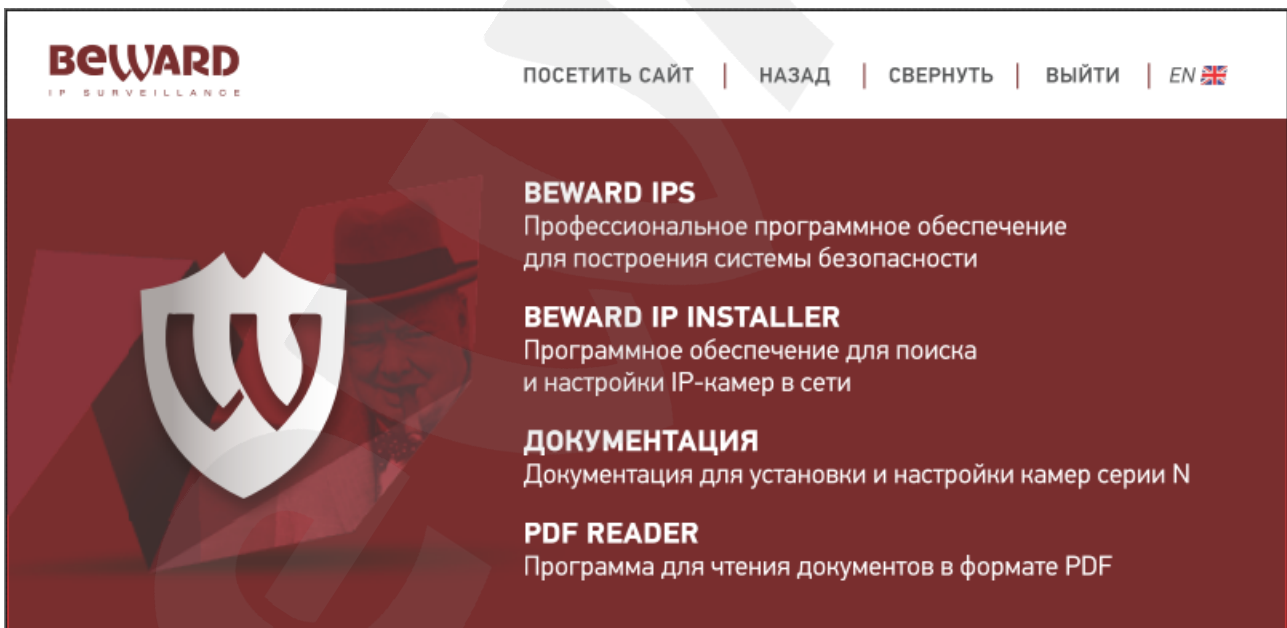 BEWARD
IP SURVEILLANCE
ПОСЕТИТЬ САЙТ | НАЗАД | СВЕРНУТЬ | ВЫЙТИ | EN
BEWARD IPS
Профессиональное программное обеспечение
для построения системы безопасности
BEWARD IP INSTALLER
Программное обеспечение для поиска
и настройки IP-камер в сети
ДОКУМЕНТАЦИЯ
Документация для установки и настройки камер серии N
PDF READER
Программа для чтения документов в формате PDF